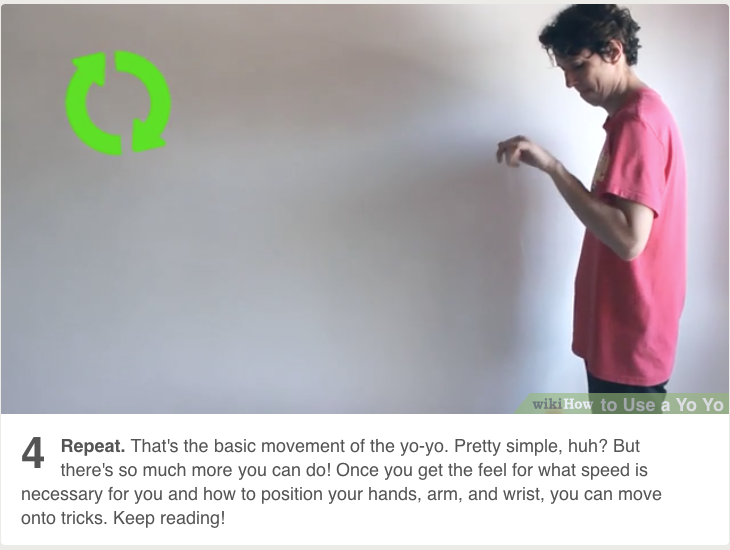 wikiHow to Use a Yo Yo
4 Repeat. That's the basic movement of the yo-yo. Pretty simple, huh? But
there's so much more you can do! Once you get the feel for what speed is
necessary for you and how to position your hands, arm, and wrist, you can move
onto tricks. Keep reading!